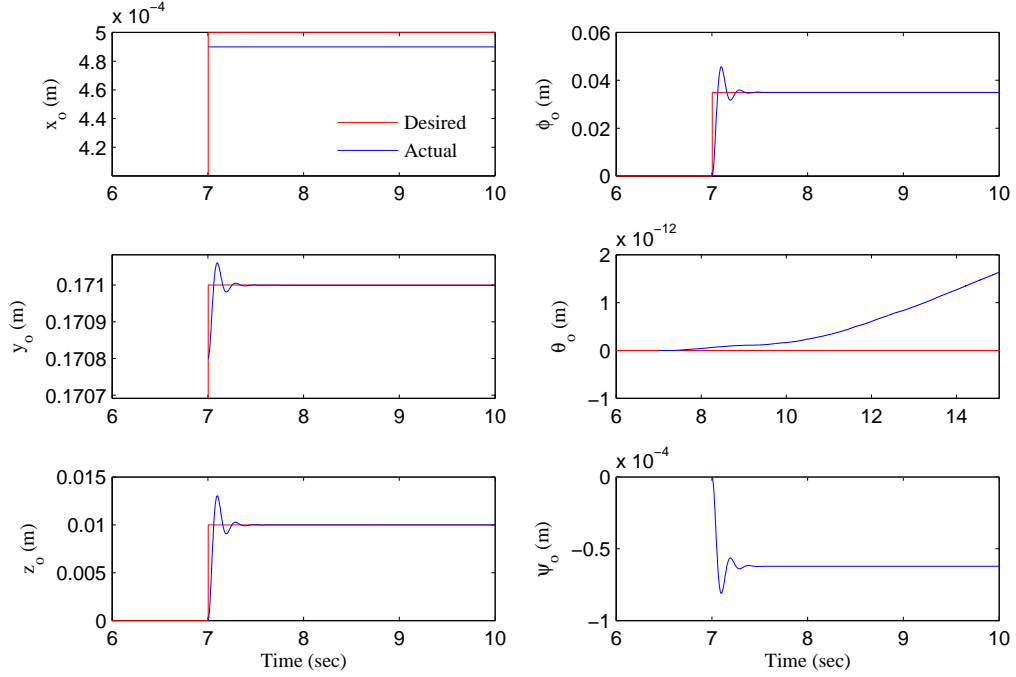 x 10^−4
5
4.8
4.6
4.4
4.2
x_o (m)
6 7 8 9 10
Desired
Actual
0.06
0.04
0.02
0
ϕ_o (m)
6 7 8 9 10
0.171
0.1709
0.1708
0.1707
y_o (m)
6 7 8 9 10
x 10^−12
2
1
0
−1
θ_o (m)
6 8 10 12 14
0.015
0.01
0.005
0
z_o (m)
6 7 8 9 10
Time (sec)
x 10^−4
0
−0.5
−1
ψ_o (m)
6 7 8 9 10
Time (sec)